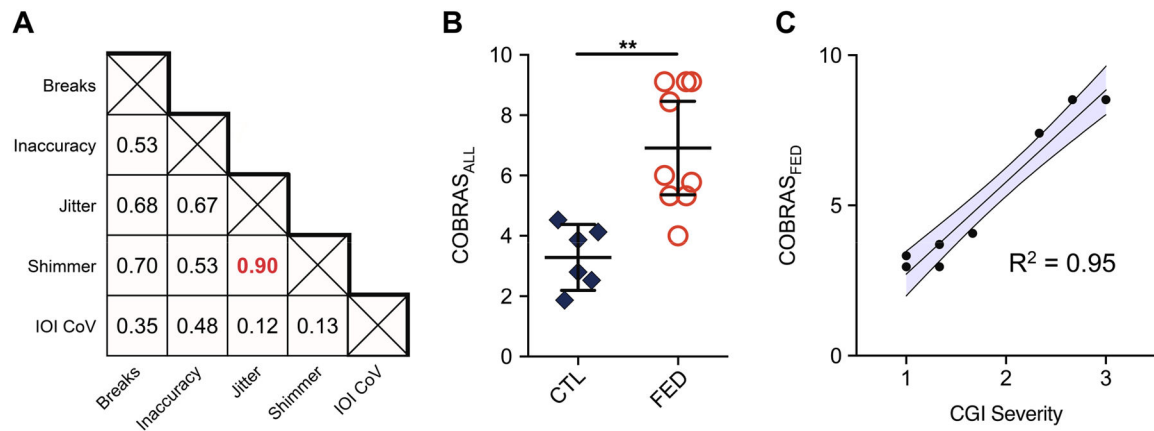 A
Breaks
Inaccuracy 0.53
Jitter 0.68 0.67
Shimmer 0.70 0.53 0.90
IOI CoV 0.35 0.48 0.12 0.13
Breaks Inaccuracy Jitter Shimmer IOI CoV
B
**
COBRAS_ALL
10
8
6
4
2
0
CTL FED
C
COBRAS_FED
10
5
0
R² = 0.95
1 2 3
CGI Severity